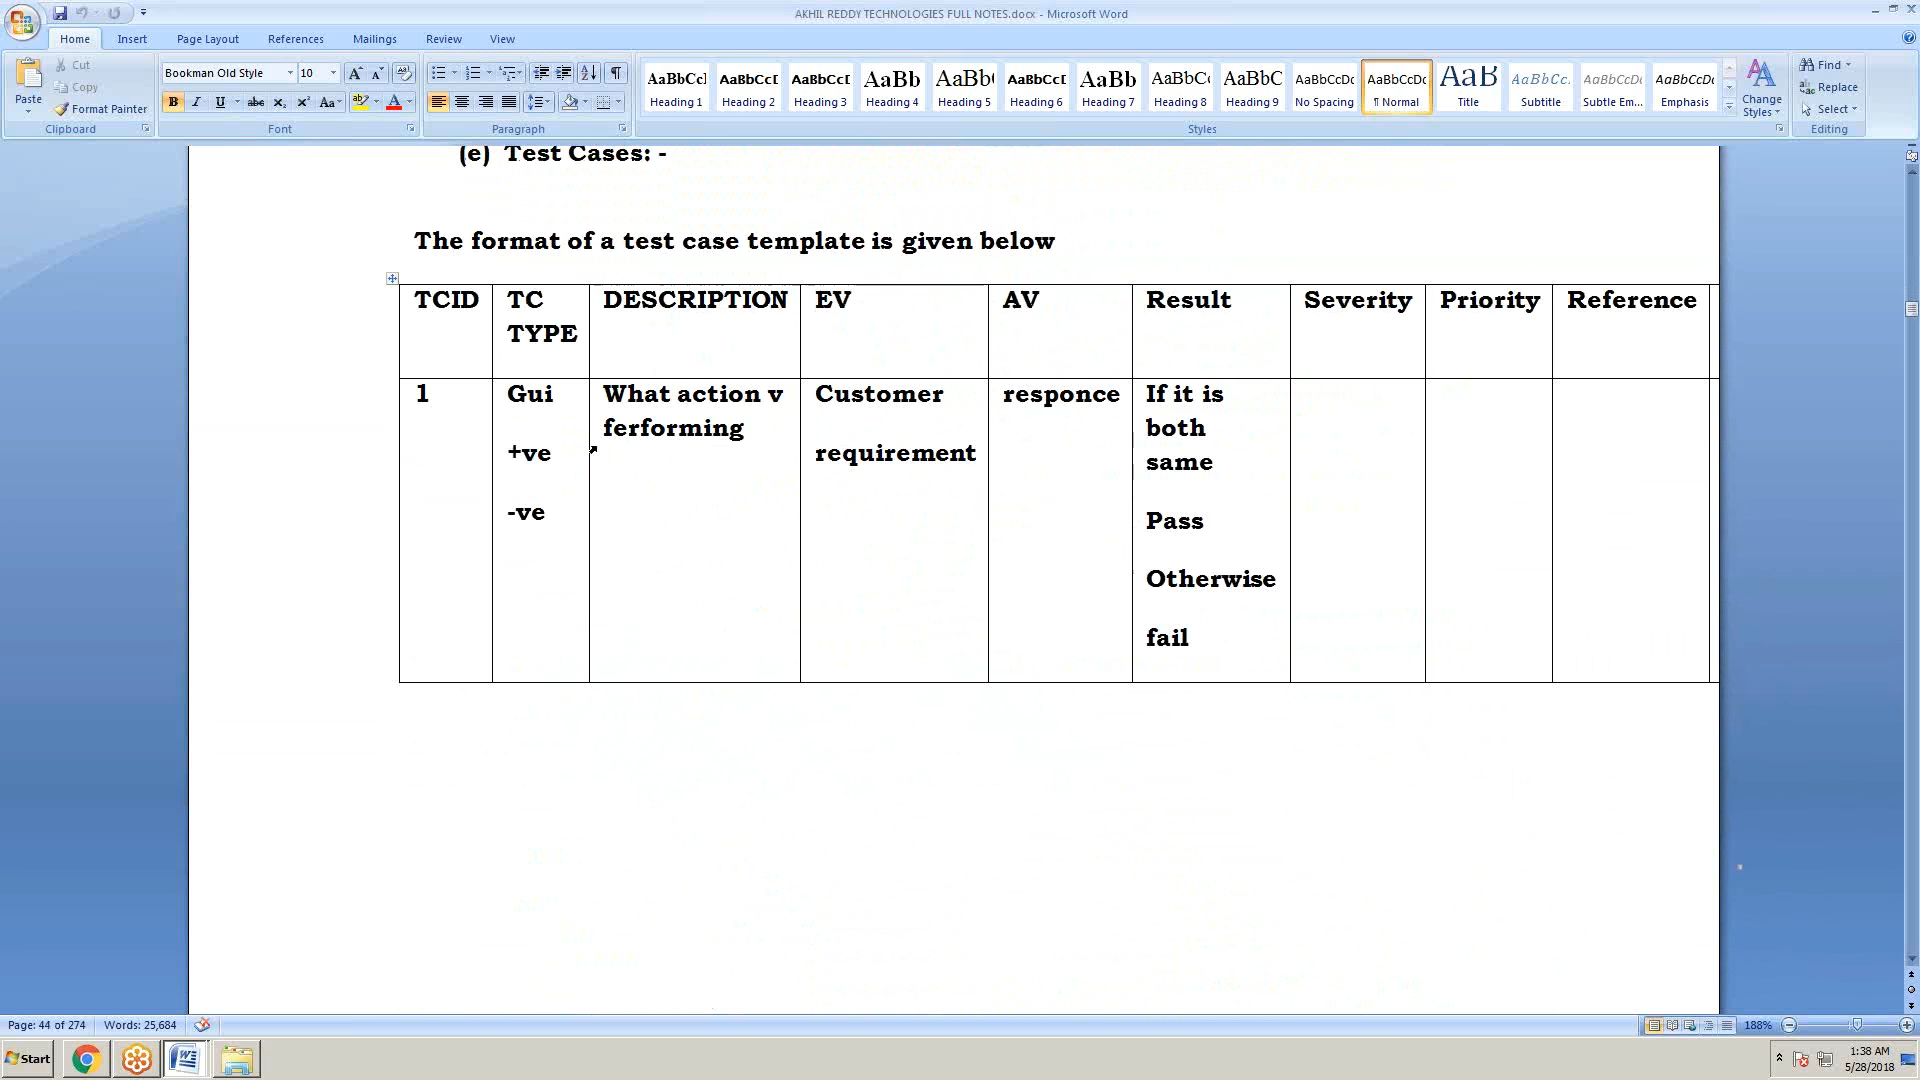 AKHIL REDDY TECHNOLOGIES FULL NOTES.docx - Microsoft Word
Home Insert Page Layout References Mailings Review View
Paste
Cut
Copy
Format Painter
Clipboard
Bookman Old Style 10
Font
Paragraph
AaBbCcI AaBbCcD AaBbCcD AaBb AaBb AaBbCcD AaBb AaBbC AaBbC AaBbCcDc AaBbCcDc AaB AaBbCc. AaBbCcDc AaBbCcDc
Heading 1 Heading 2 Heading 3 Heading 4 Heading 5 Heading 6 Heading 7 Heading 8 Heading 9 No Spacing ¶ Normal Title Subtitle Subtle Em... Emphasis
Styles
Change
Styles
Find
Replace
Select
Editing
(e) Test Cases: -
The format of a test case template is given below
TCID TC TYPE DESCRIPTION EV AV Result Severity Priority Reference
1
Gui
+ve
-ve
What action v
ferforming
Customer
requirement
responce
If it is
both
same
Pass
Otherwise
fail
Page: 44 of 274 Words: 25,684
188%
Start
1:38 AM
5/28/2018